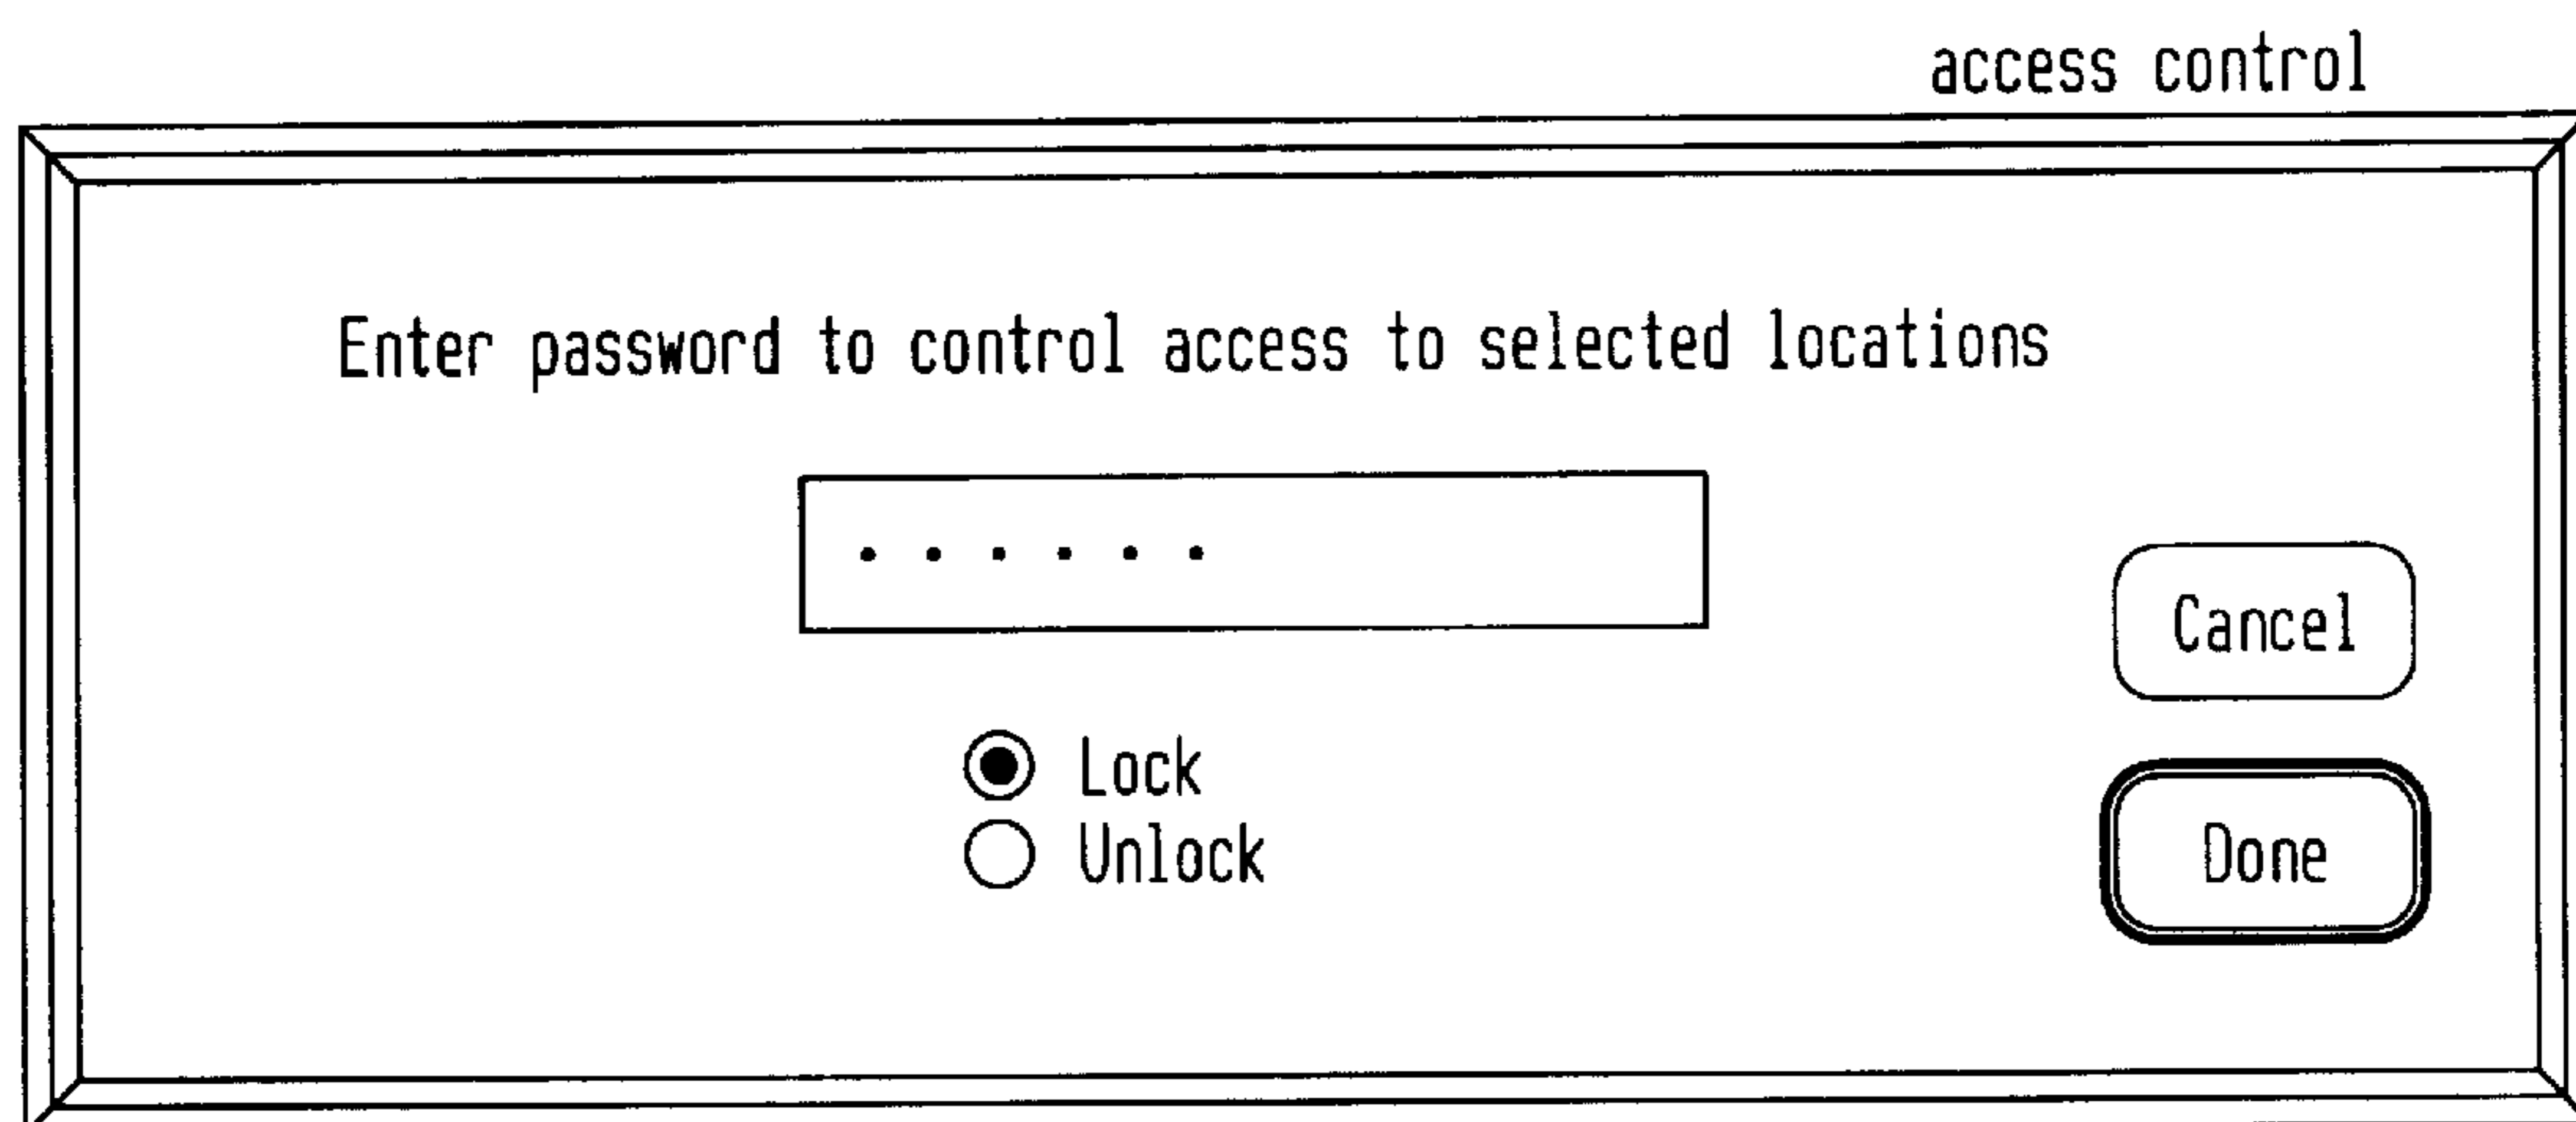 access control
Enter password to control access to selected locations
• • • • • •
Cancel
Lock
Unlock
Done